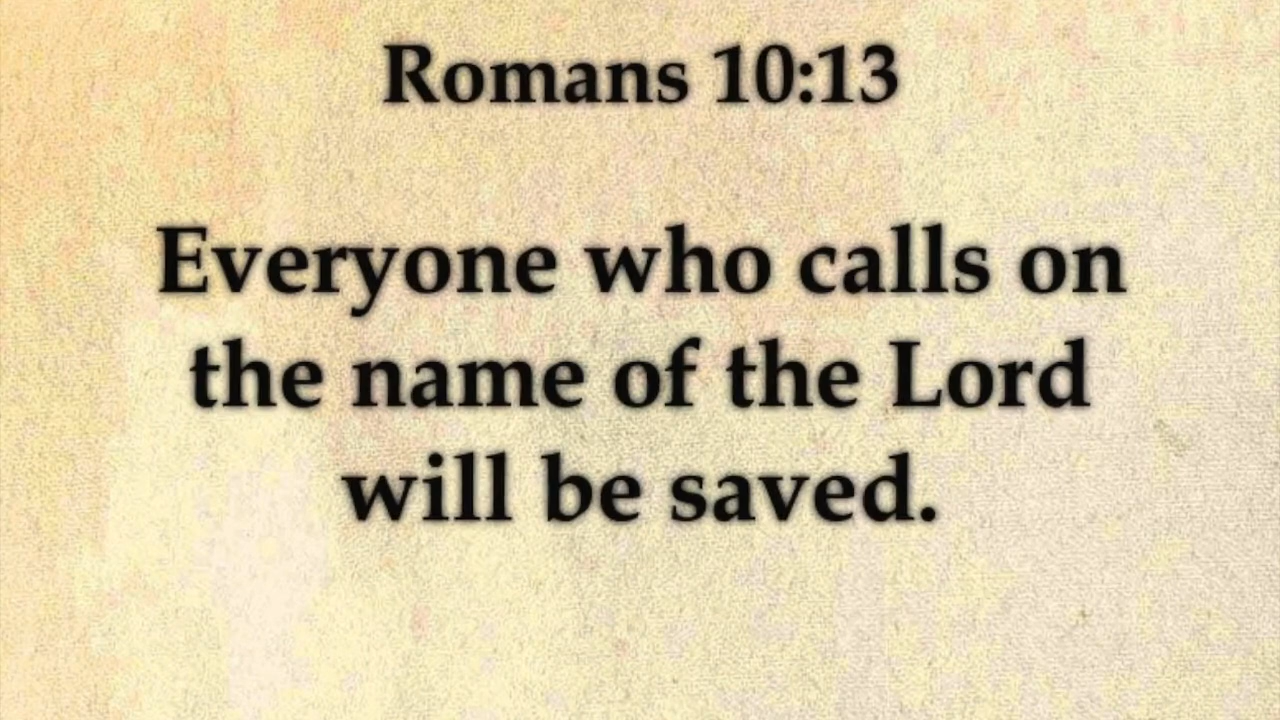 Romans 10:13
Everyone who calls on
the name of the Lord
will be saved.